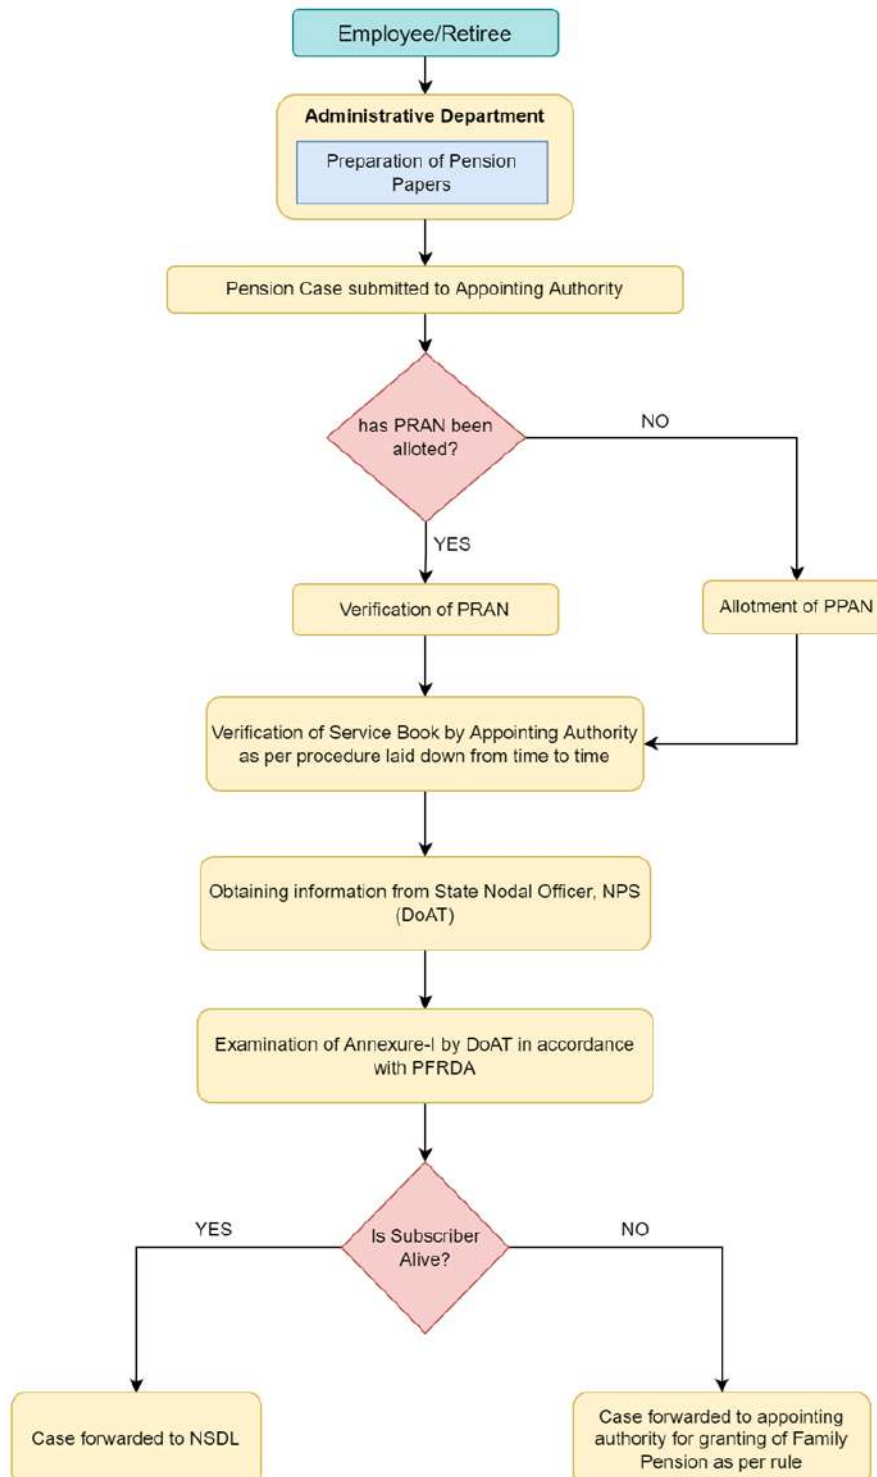 Employee/Retiree
Administrative Department
Preparation of Pension
Papers
Pension Case submitted to Appointing Authority
has PRAN been
alloted?
NO
YES
Verification of PRAN
Allotment of PPAN
Verification of Service Book by Appointing Authority
as per procedure laid down from time to time
Obtaining information from State Nodal Officer, NPS
(DoAT)
Examination of Annexure-I by DoAT in accordance
with PFRDA
YES
Is Subscriber
Alive?
NO
Case forwarded to NSDL
Case forwarded to appointing
authority for granting of Family
Pension as per rule